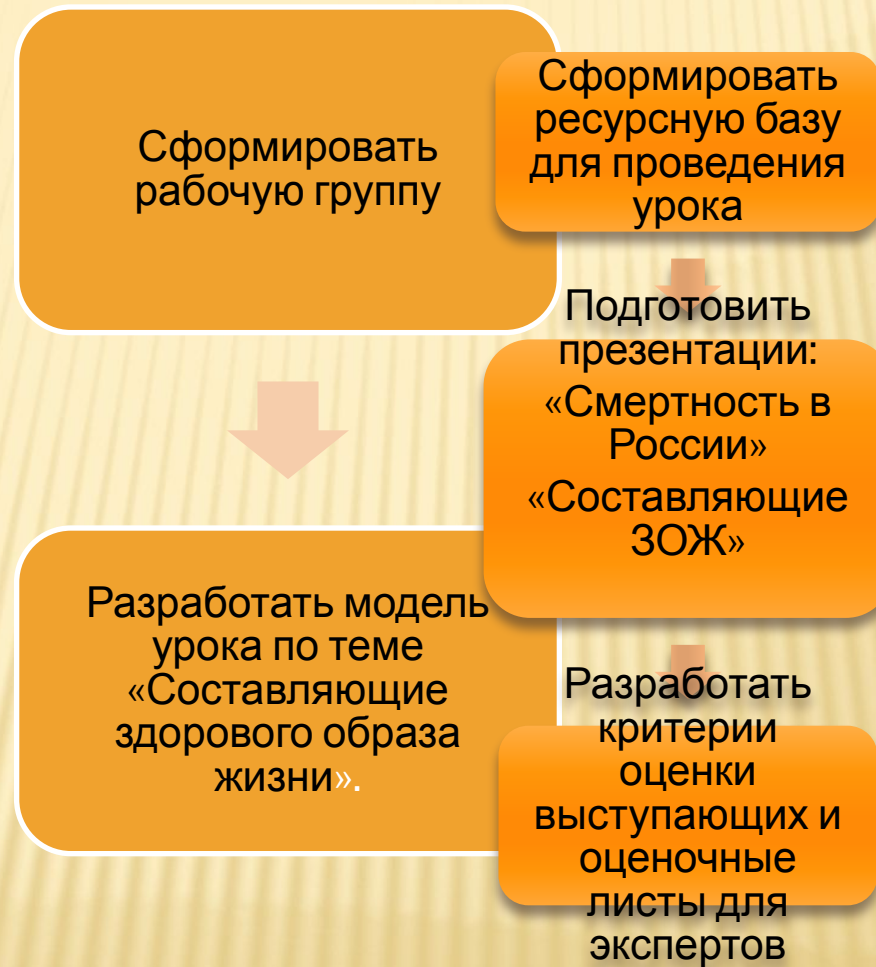 Сформировать
рабочую группу
Разработать модель
урока по теме
«Составляющие
здорового образа
жизни».
Сформировать
ресурсную базу
для проведения
урока
Подготовить
презентации:
«Смертность в
России»
«Составляющие
ЗОЖ»
Разработать
критерии
оценки
выступающих и
оценочные
листы для
экспертов